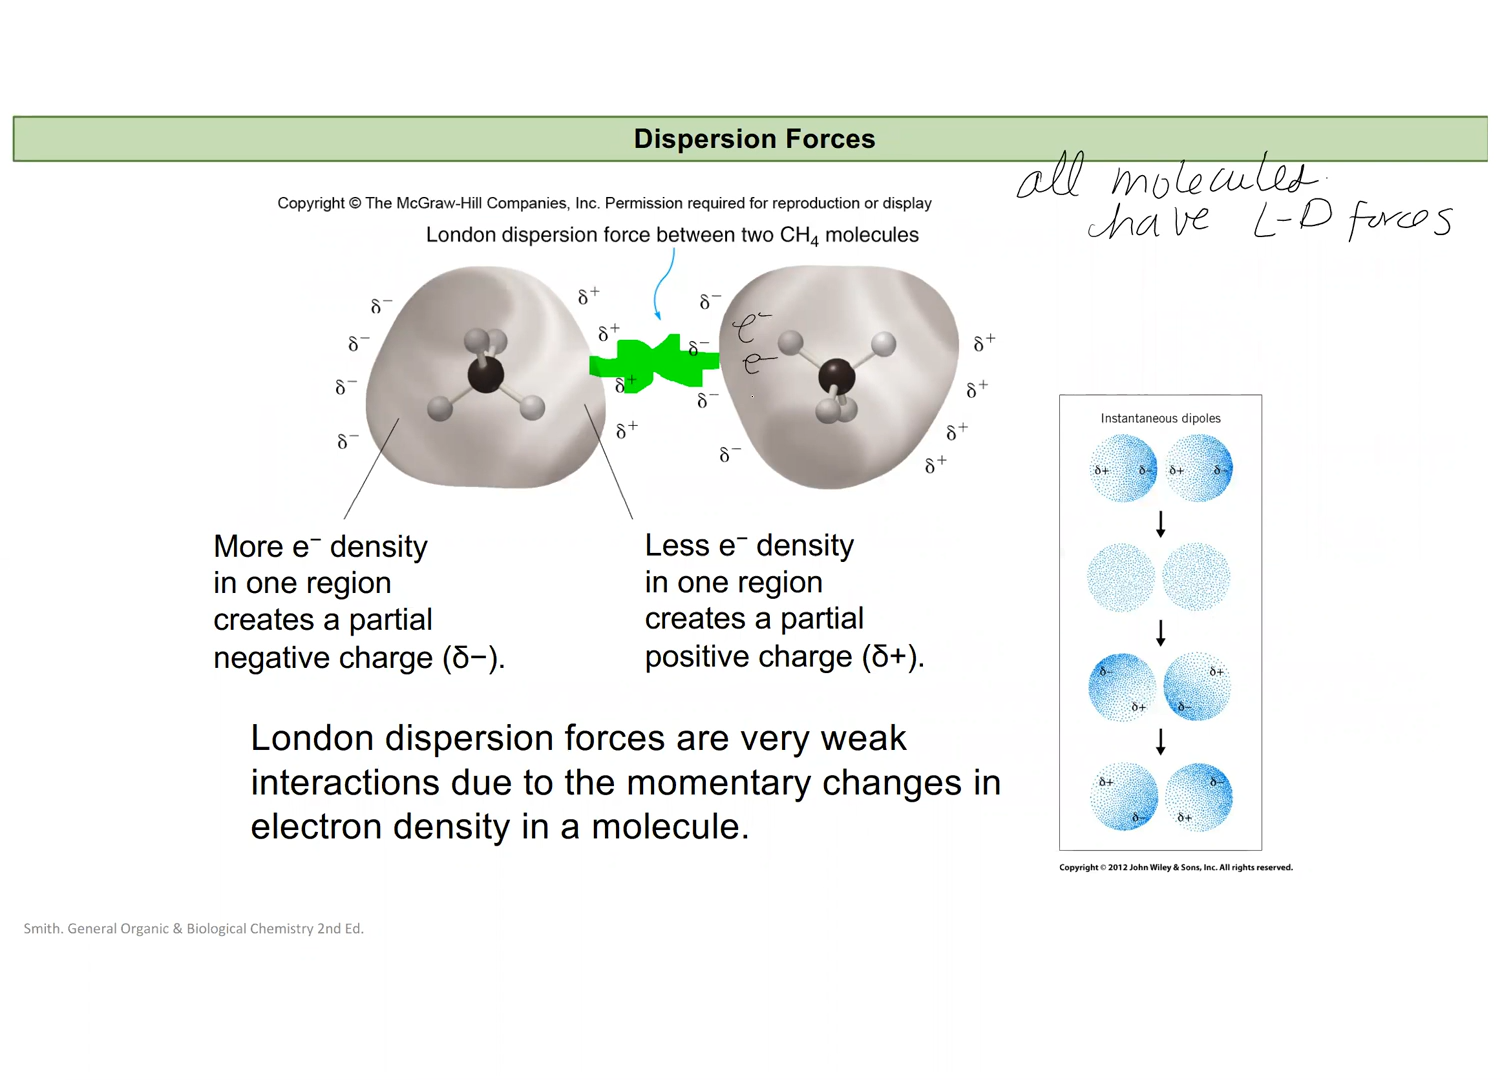 Dispersion Forces
all molecules
have L-D forces
Copyright © The McGraw-Hill Companies, Inc. Permission required for reproduction or display
London dispersion force between two CH₄ molecules
δ⁻ δ⁺ δ⁻
e⁻
δ⁻ δ⁺ δ⁻ δ⁺
e⁻
δ⁻ δ⁺ δ⁻ δ⁺
δ⁻ δ⁺ δ⁺
δ⁻ δ⁺
More e⁻ density
in one region
creates a partial
negative charge (δ−).
Less e⁻ density
in one region
creates a partial
positive charge (δ+).
London dispersion forces are very weak
interactions due to the momentary changes in
electron density in a molecule.
Instantaneous dipoles
δ+ δ− δ+ δ−
δ− δ+
δ+ δ−
δ+ δ−
δ− δ+
Copyright © 2012 John Wiley & Sons, Inc. All rights reserved.
Smith. General Organic & Biological Chemistry 2nd Ed.